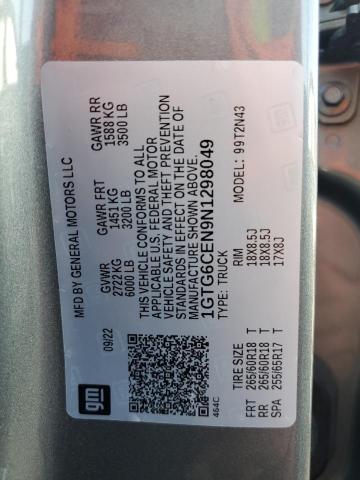 gm
MFD BY GENERAL MOTORS LLC
09/22
GVWR GAWR FRT GAWR RR
2722 KG 1451 KG 1588 KG
6000 LB 3200 LB 3500 LB
THIS VEHICLE CONFORMS TO ALL
APPLICABLE U.S. FEDERAL MOTOR
VEHICLE SAFETY AND THEFT PREVENTION
STANDARDS IN EFFECT ON THE DATE OF
MANUFACTURE SHOWN ABOVE.
1GTG6CEN9N1298049
TYPE: TRUCK MODEL: 99T2N43
464C
TIRE SIZE RIM
FRT 265/60R18 T 18X8.5J
RR 265/60R18 T 18X8.5J
SPA 255/65R17 T 17X8J